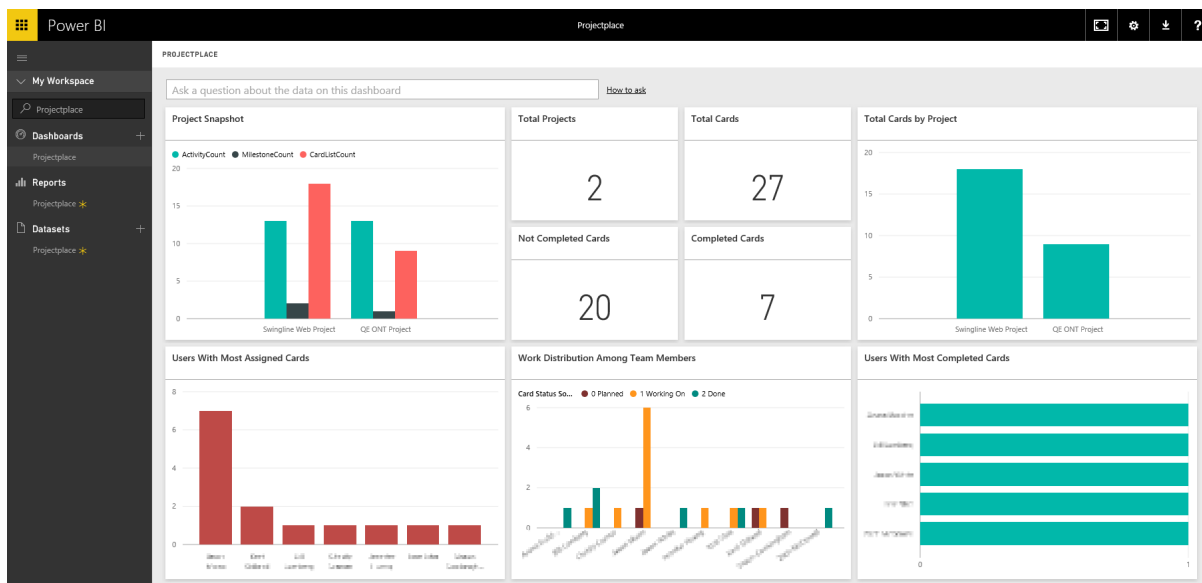 Power BI
Projectplace
?
PROJECTPLACE
My Workspace
Projectplace
Dashboards
Projectplace
Reports
Projectplace
Datasets
Projectplace
Ask a question about the data on this dashboard
How to ask
Project Snapshot
ActivityCount MilestoneCount CardListCount
20
15
10
5
0
Swingline Web Project QE ONT Project
Total Projects
2
Total Cards
27
Not Completed Cards
20
Completed Cards
7
Total Cards by Project
20
15
10
5
0
Swingline Web Project QE ONT Project
Users With Most Assigned Cards
8
6
4
2
0
Work Distribution Among Team Members
Card Status So... 0 Planned 1 Working On 2 Done
6
4
2
0
Users With Most Completed Cards
0 1